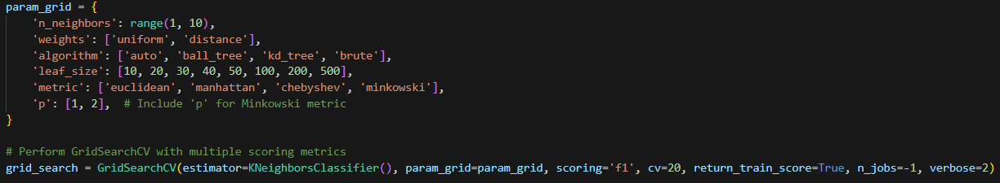 param_grid = {
    'n_neighbors': range(1, 10),
    'weights': ['uniform', 'distance'],
    'algorithm': ['auto', 'ball_tree', 'kd_tree', 'brute'],
    'leaf_size': [10, 20, 30, 40, 50, 100, 200, 500],
    'metric': ['euclidean', 'manhattan', 'chebyshev', 'minkowski'],
    'p': [1, 2],  # Include 'p' for Minkowski metric
}
# Perform GridSearchCV with multiple scoring metrics
grid_search = GridSearchCV(estimator=KNeighborsClassifier(), param_grid=param_grid, scoring='f1', cv=20, return_train_score=True, n_jobs=-1, verbose=2)